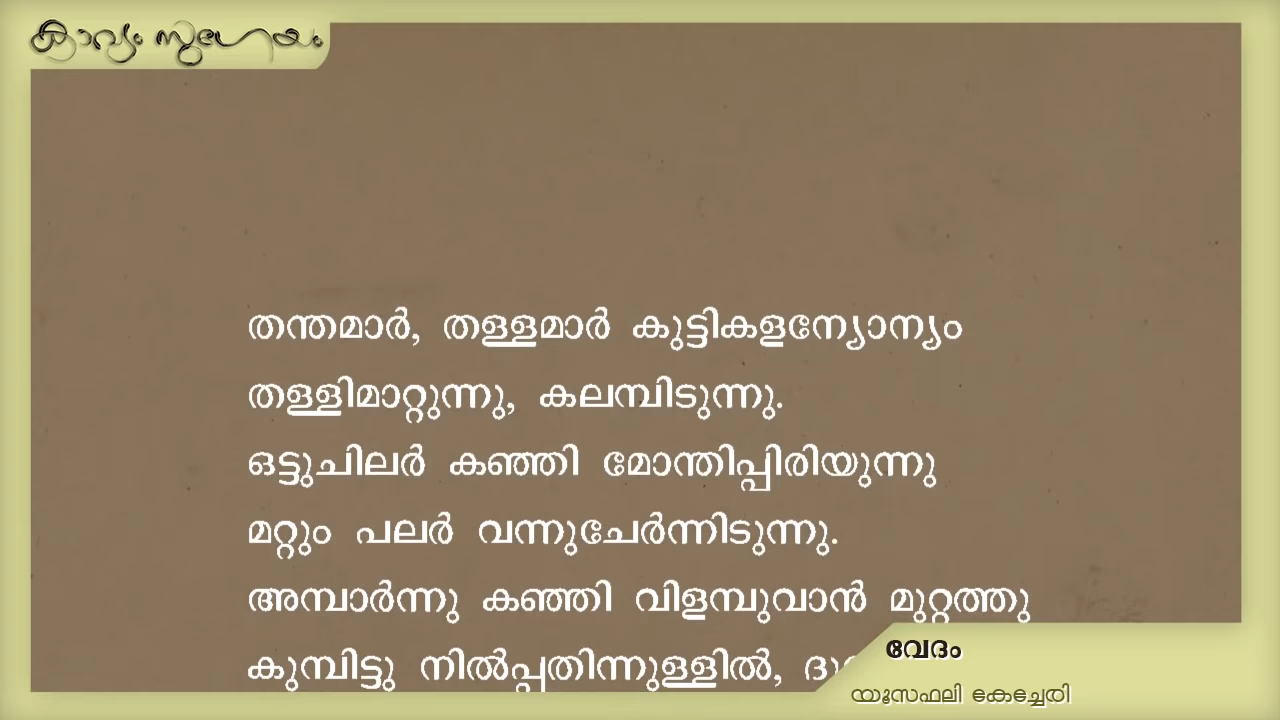 കാവ്യം സുഗേയം
തന്തമാർ, തള്ളമാർ കുട്ടികളന്യോന്യം
തള്ളിമാറ്റുന്നു, കലമ്പിടുന്നു.
ഒട്ടുചിലർ കഞ്ഞി മോന്തിപ്പിരിയുന്നു
മറ്റും പലർ വന്നുചേർന്നിടുന്നു.
അമ്പാർന്നു കഞ്ഞി വിളമ്പുവാൻ മുറ്റത്തു
കുമ്പിട്ടു നിൽപ്പതിന്നുള്ളിൽ,
വേദം
യൂസഫലി കേച്ചേരി